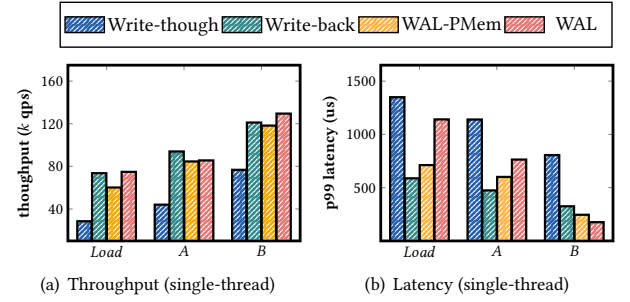 Write-though Write-back WAL-PMem WAL
thoughput (k qps)
160
120
80
40
Load A B
(a) Throughput (single-thread)
p99 latency (us)
1500
1000
500
Load A B
(b) Latency (single-thread)